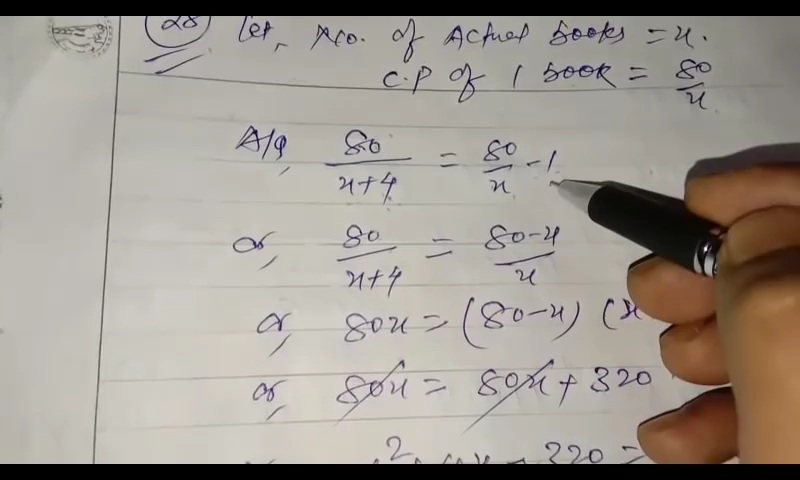 28 Let, No. of Actual books = x.
C.P of 1 book = 80/x
A/q, 80/x+4 = 80/x - 1
or, 80/x+4 = 80-x/x
or, 80x = (80-x) (x
or, 80x = 80x + 320
320 =